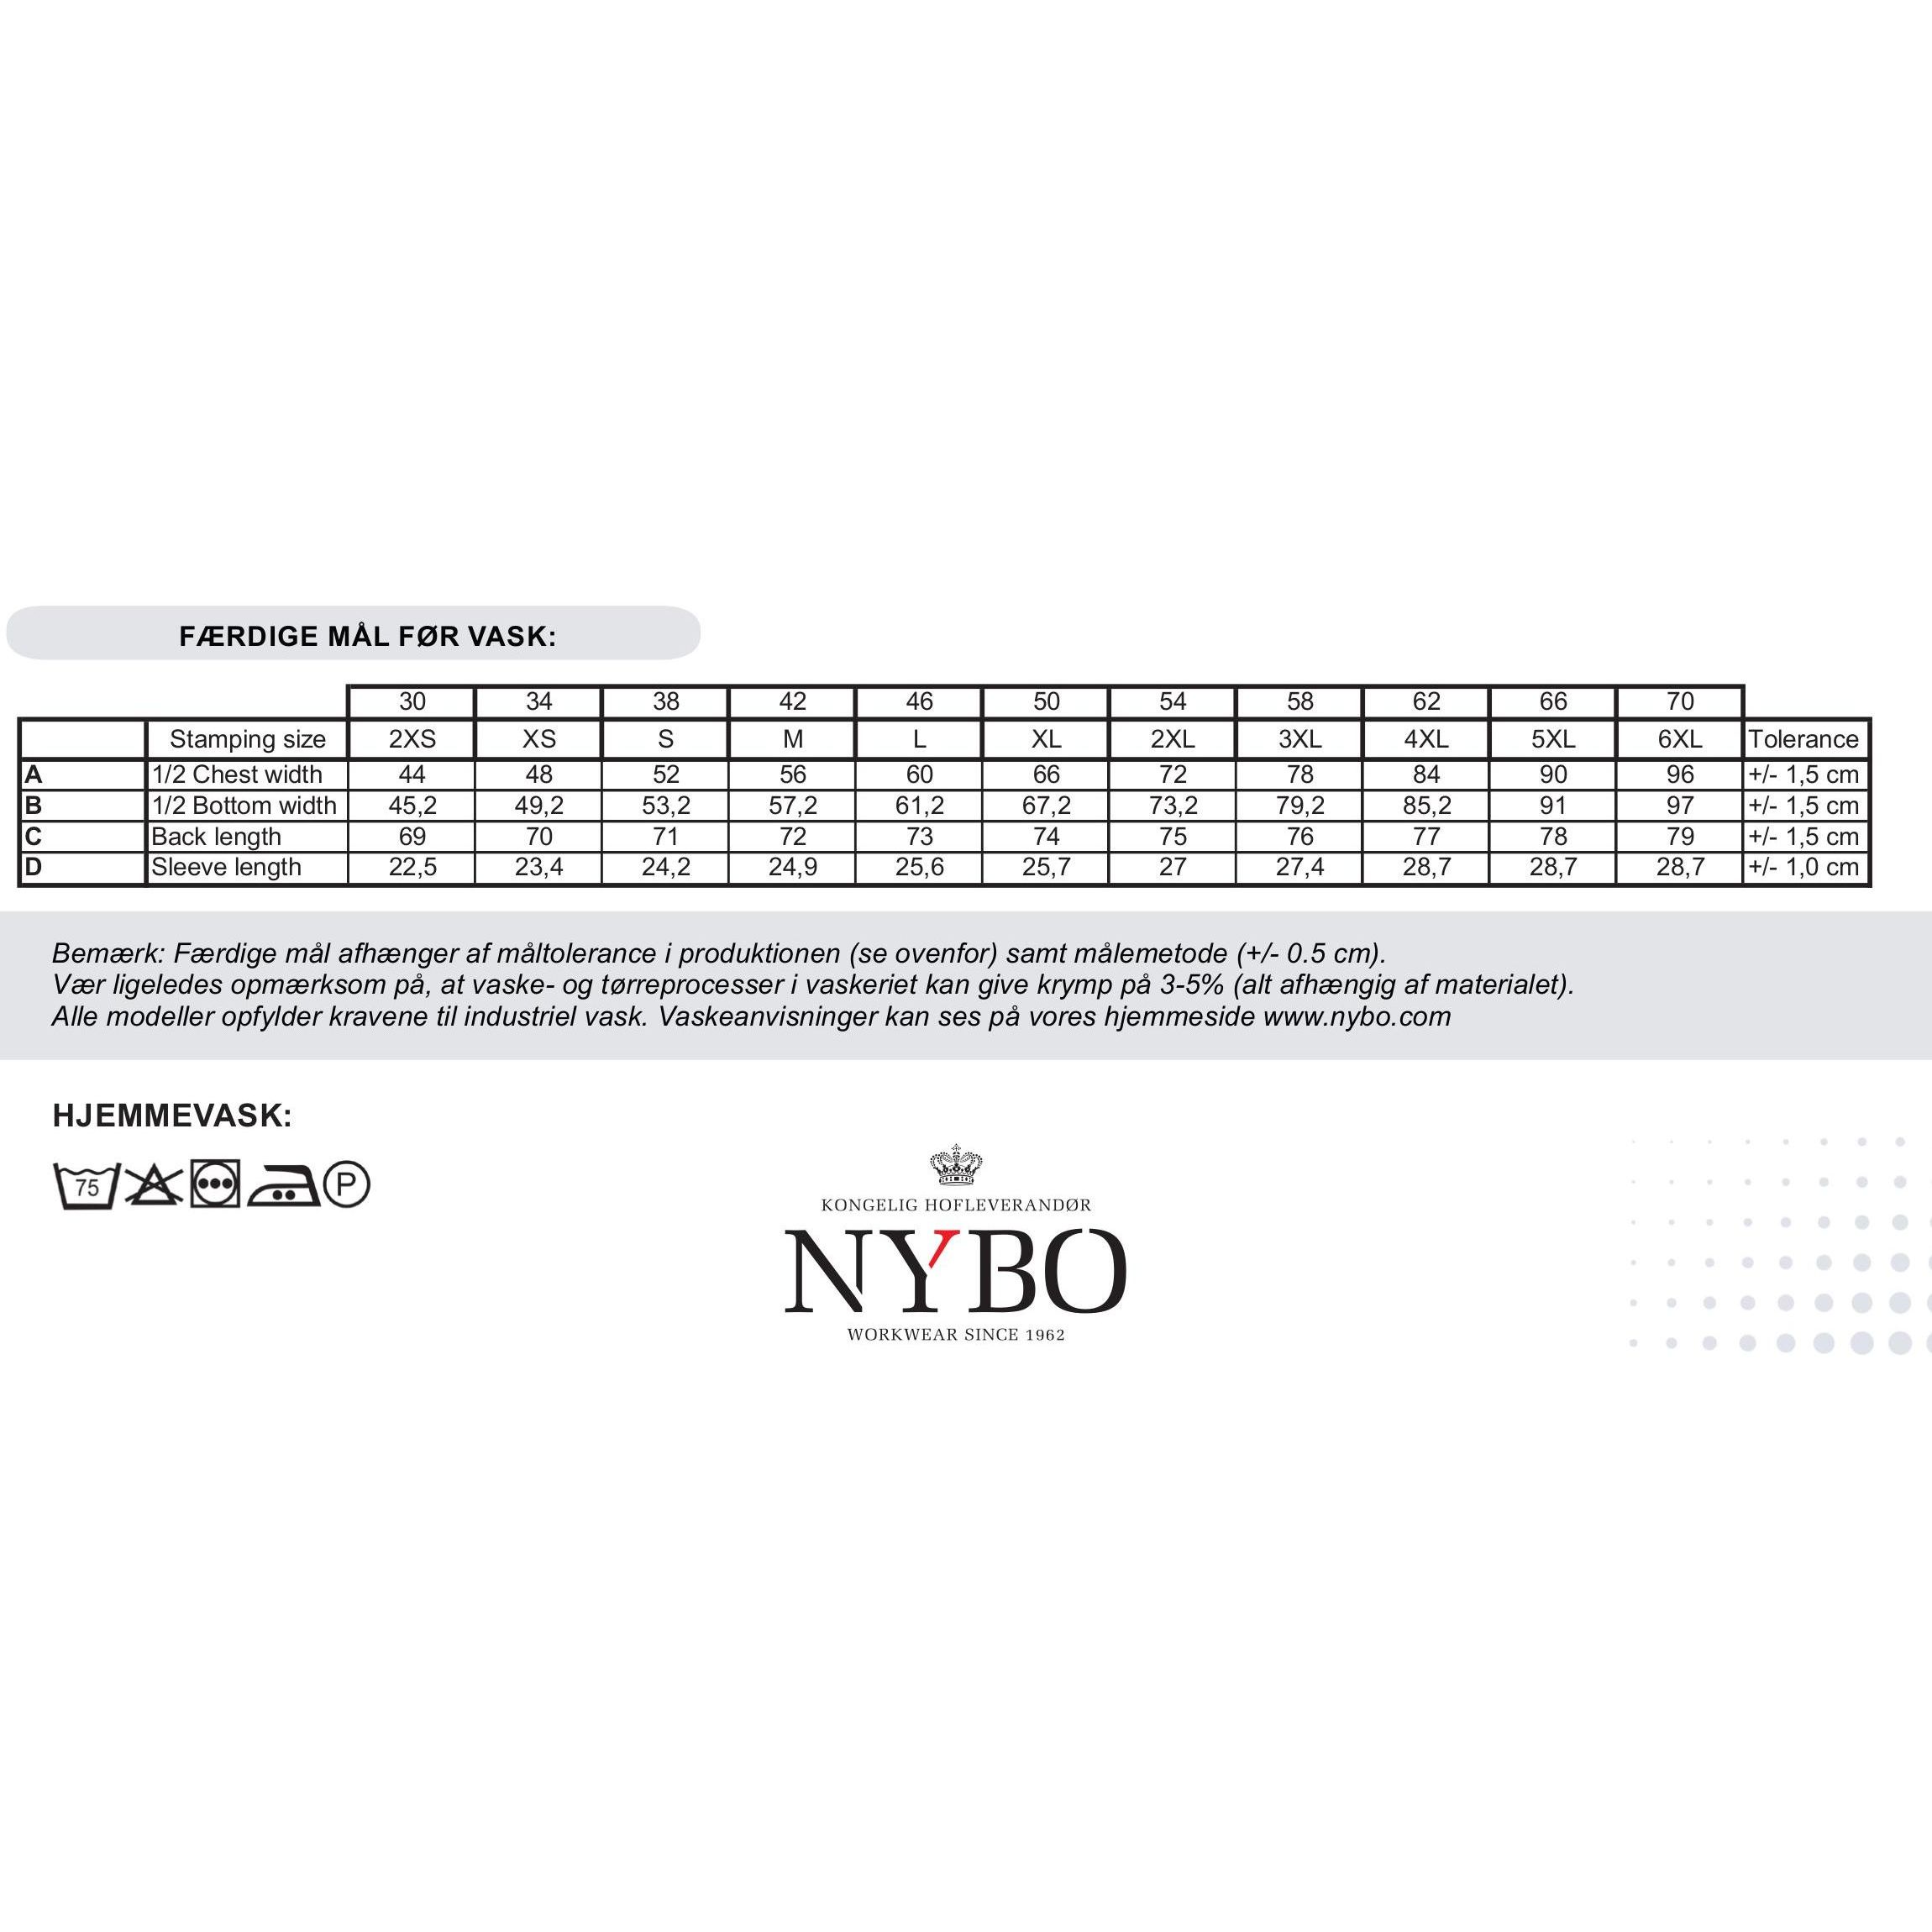 FÆRDIGE MÅL FØR VASK:
30 34 38 42 46 50 54 58 62 66 70
Stamping size 2XS XS S M L XL 2XL 3XL 4XL 5XL 6XL Tolerance
A 1/2 Chest width 44 48 52 56 60 66 72 78 84 90 96 +/- 1,5 cm
B 1/2 Bottom width 45,2 49,2 53,2 57,2 61,2 67,2 73,2 79,2 85,2 91 97 +/- 1,5 cm
C Back length 69 70 71 72 73 74 75 76 77 78 79 +/- 1,5 cm
D Sleeve length 22,5 23,4 24,2 24,9 25,6 25,7 27 27,4 28,7 28,7 28,7 +/- 1,0 cm
Bemærk: Færdige mål afhænger af måltolerance i produktionen (se ovenfor) samt målemetode (+/- 0.5 cm).
Vær ligeledes opmærksom på, at vaske- og tørreprocesser i vaskeriet kan give krymp på 3-5% (alt afhængig af materialet).
Alle modeller opfylder kravene til industriel vask. Vaskeanvisninger kan ses på vores hjemmeside www.nybo.com
HJEMMEVASK:
75 P
KONGELIG HOFLEVERANDØR
NYBO
WORKWEAR SINCE 1962